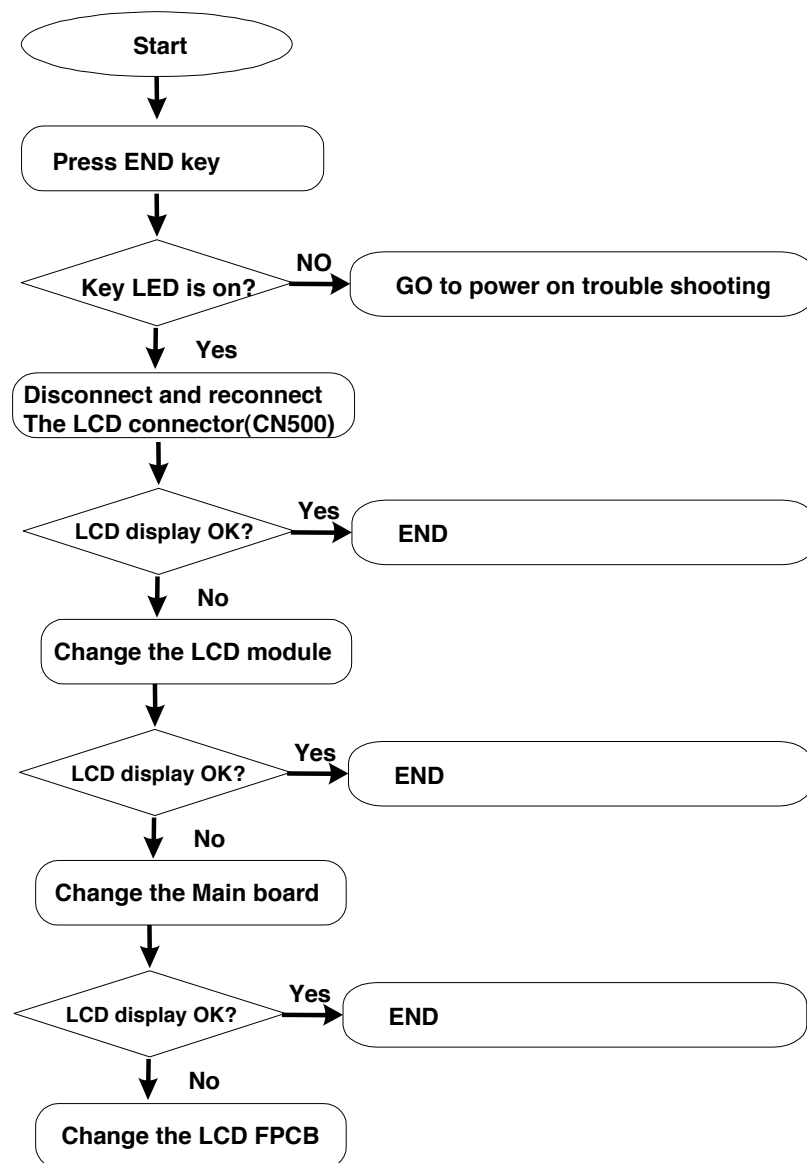 Start
Press END key
Key LED is on?
NO
GO to power on trouble shooting
Yes
Disconnect and reconnect
The LCD connector(CN500)
LCD display OK?
Yes
END
No
Change the LCD module
LCD display OK?
Yes
END
No
Change the Main board
LCD display OK?
Yes
END
No
Change the LCD FPCB